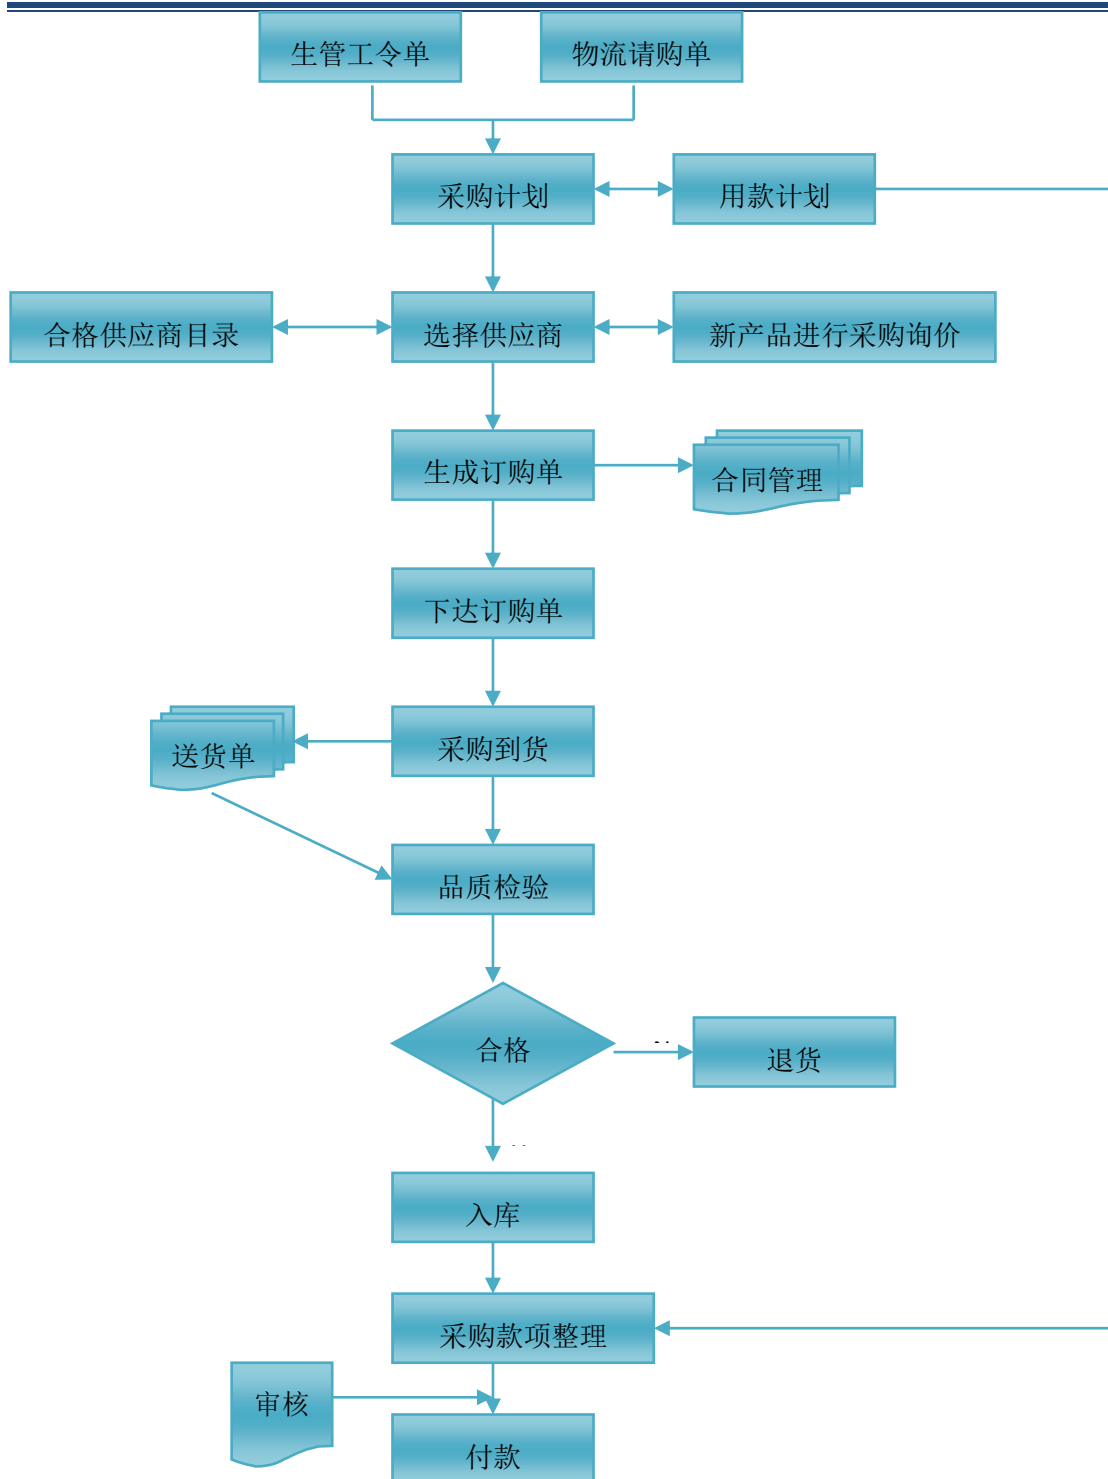 生管工令单
物流请购单
采购计划
用款计划
合格供应商目录
选择供应商
新产品进行采购询价
生成订购单
合同管理
下达订购单
送货单
采购到货
品质检验
合格
退货
入库
采购款项整理
审核
付款